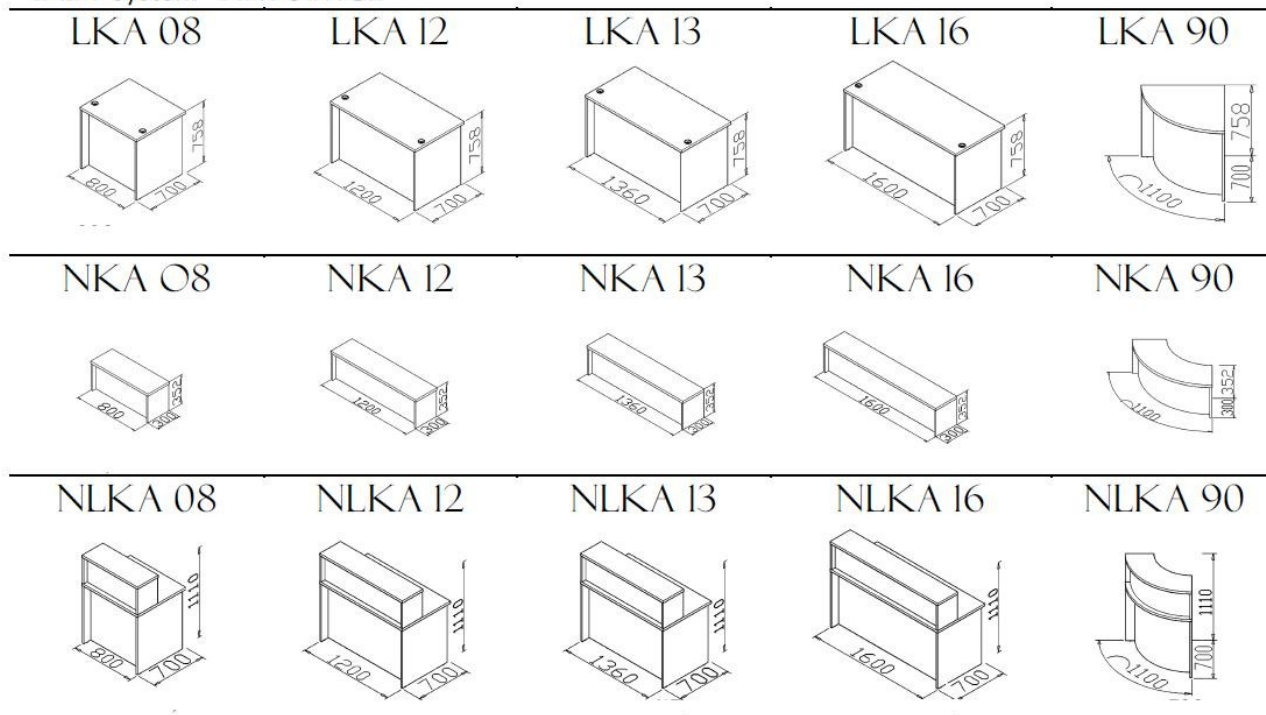 LKA 08 LKA 12 LKA 13 LKA 16 LKA 90
758 758 758 758 758
800 700 1200 700 1360 700 1600 700 1100 700
NKA O8 NKA 12 NKA 13 NKA 16 NKA 90
352 352 352 352 352
800 300 1200 300 1360 300 1600 300 1100 300
NLKA 08 NLKA 12 NLKA 13 NLKA 16 NLKA 90
1110 1110 1110 1110 1110
800 700 1200 700 1360 700 1600 700 1100 700